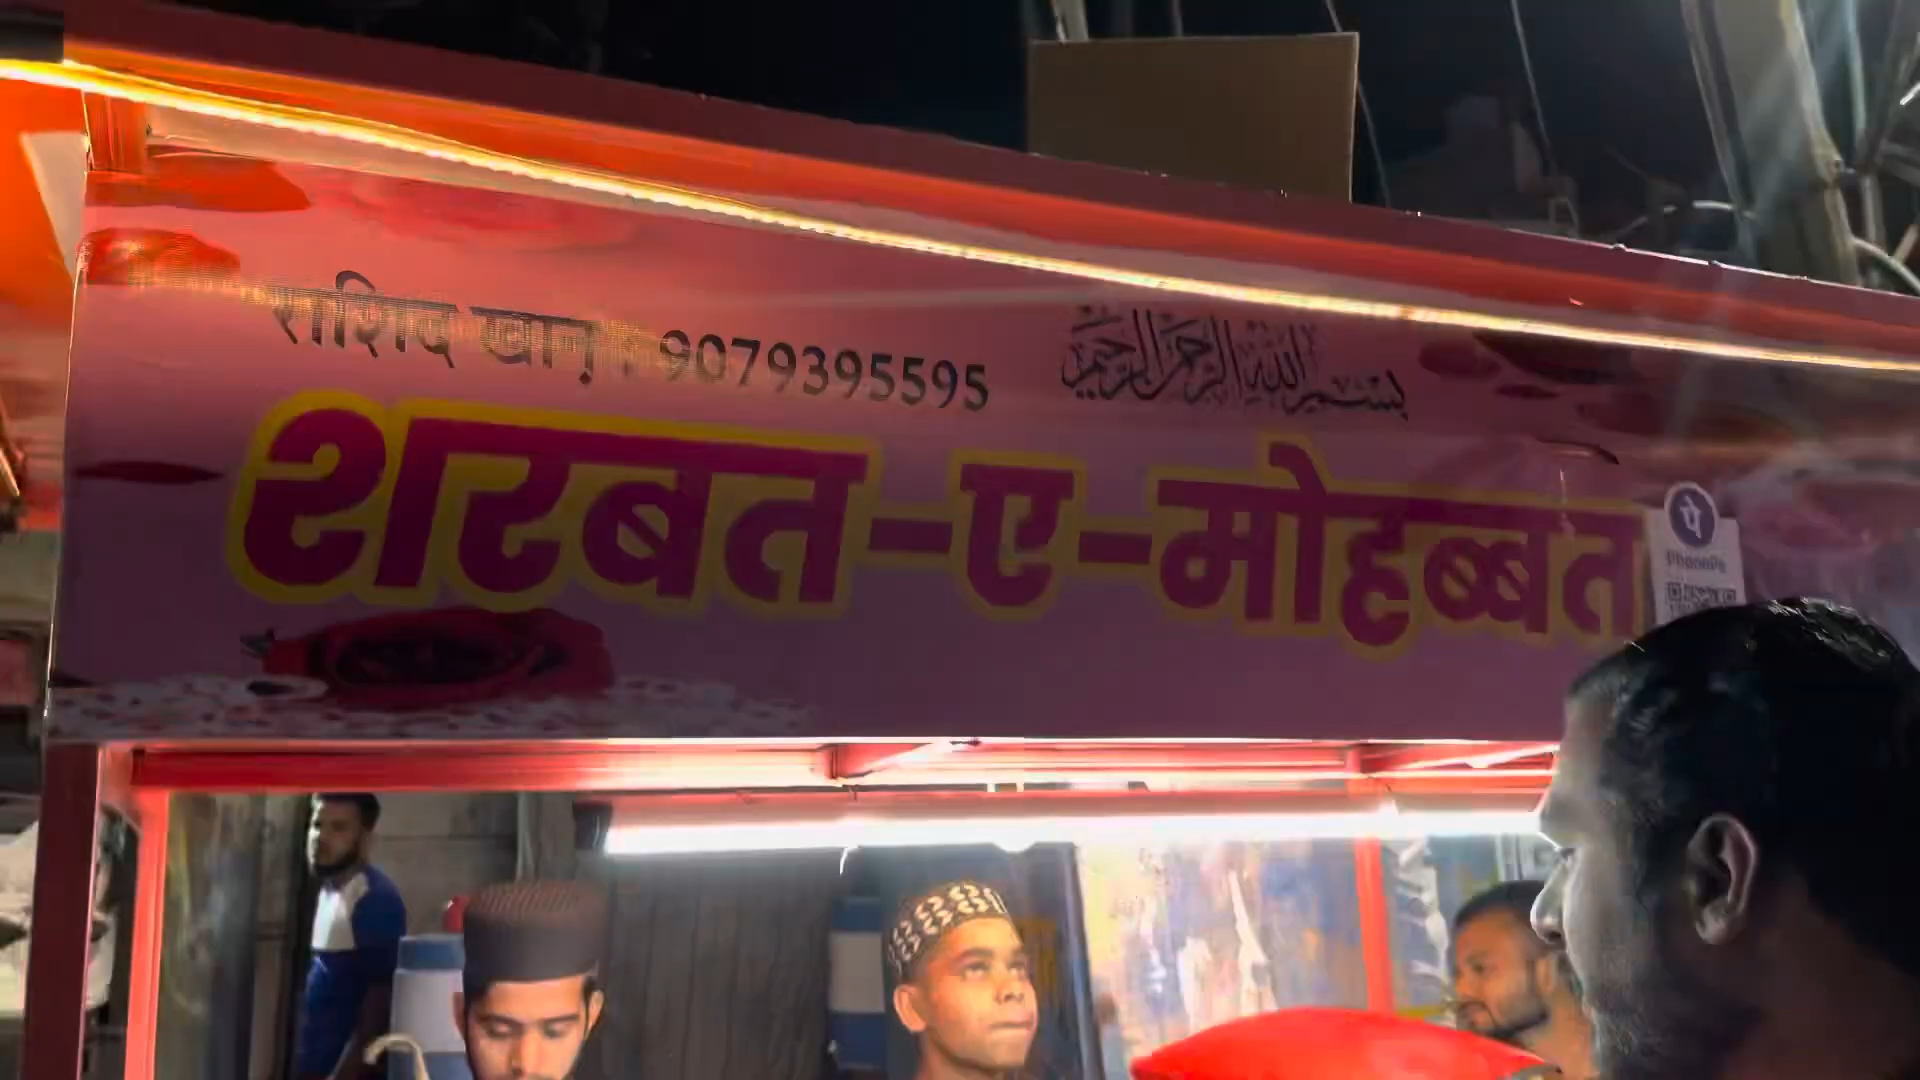 राशिद खान : 9079395595
بسم الله الرحمن الرحيم
शरबत-ए-मोहब्बत
पे
PhonePe